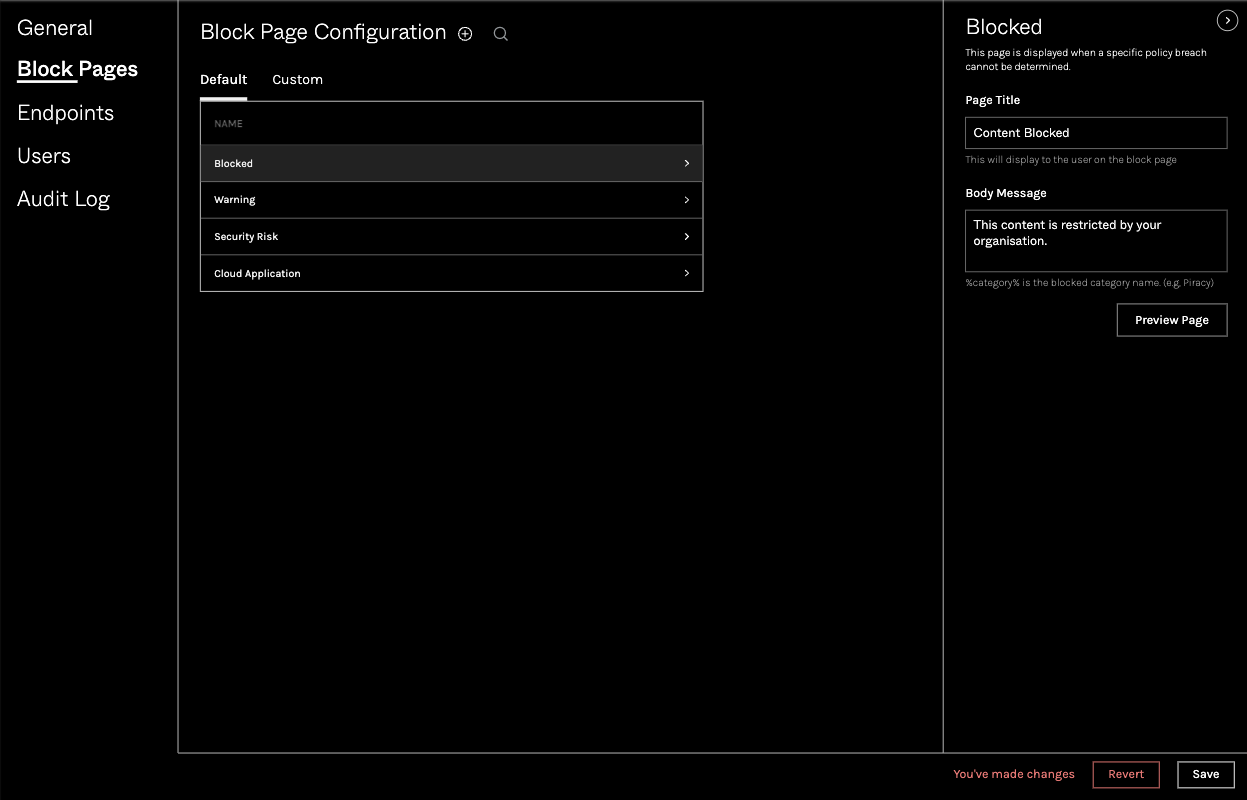 General
Block Pages
Endpoints
Users
Audit Log
Block Page Configuration
Default Custom
NAME
Blocked
Warning
Security Risk
Cloud Application
Blocked
This page is displayed when a specific policy breach
cannot be determined.
Page Title
Content Blocked
This will display to the user on the block page
Body Message
This content is restricted by your
organisation.
%category% is the blocked category name. (e.g. Piracy)
Preview Page
You've made changes Revert Save